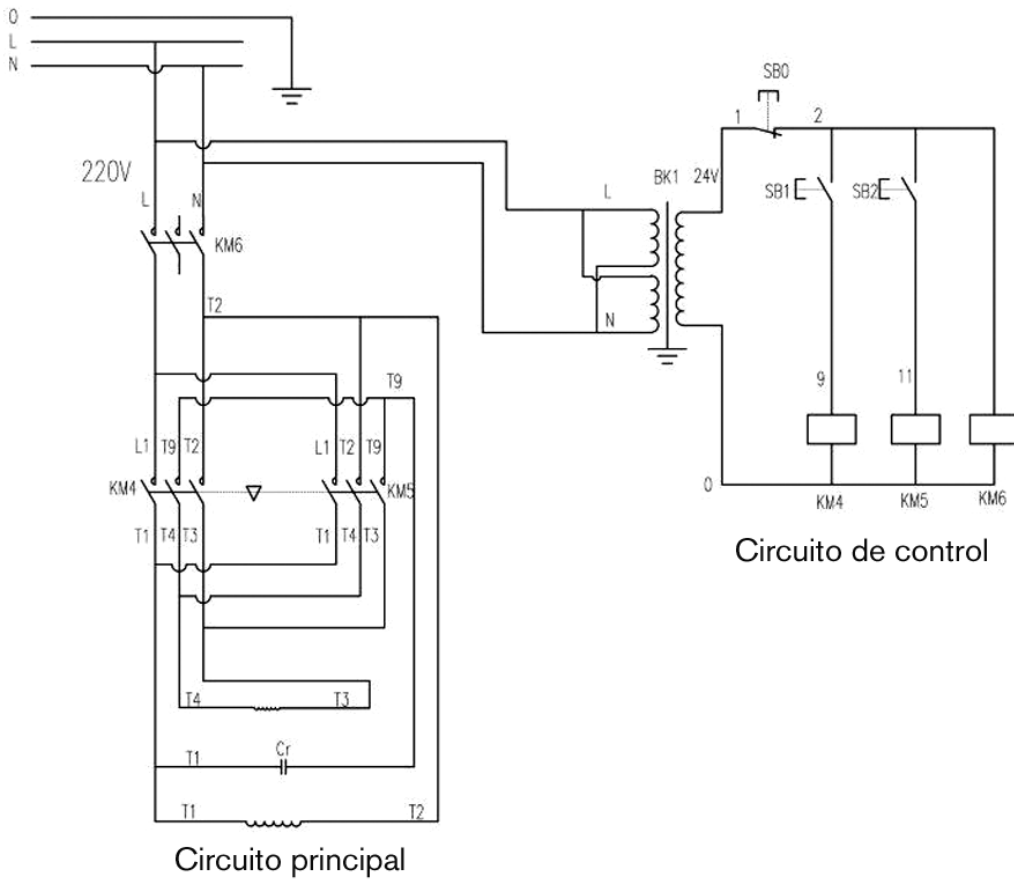 O
L
N
220V
L N
KM6
T2
T9
L1 T9 T2
L1 T2 T9
KM4
KM5
T1 T4 T3
T1 T4 T3
T4 T3
T1 Cr
T1 T2
Circuito principal
SB0
1 2
BK1 24V
L
N
SB1
SB2
9 11
0
KM4 KM5 KM6
Circuito de control